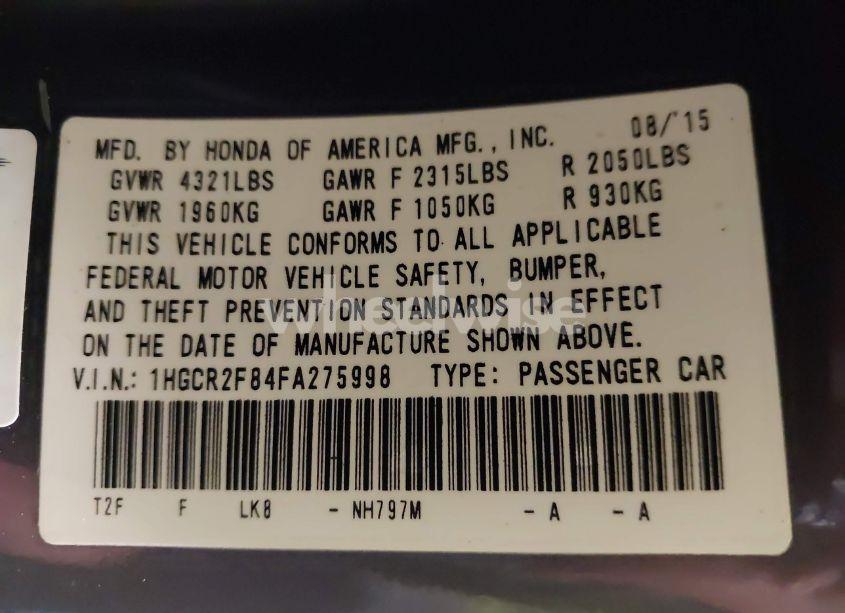 MFD. BY HONDA OF AMERICA MFG., INC. 08/'15
GVWR 4321LBS GAWR F 2315LBS R 2050LBS
GVWR 1960KG GAWR F 1050KG R 930KG
THIS VEHICLE CONFORMS TO ALL APPLICABLE
FEDERAL MOTOR VEHICLE SAFETY, BUMPER,
AND THEFT PREVENTION STANDARDS IN EFFECT
ON THE DATE OF MANUFACTURE SHOWN ABOVE.
V.I.N.: 1HGCR2F84FA275998 TYPE: PASSENGER CAR
T2F F LK8 - NH797M - A - A
wheelwise